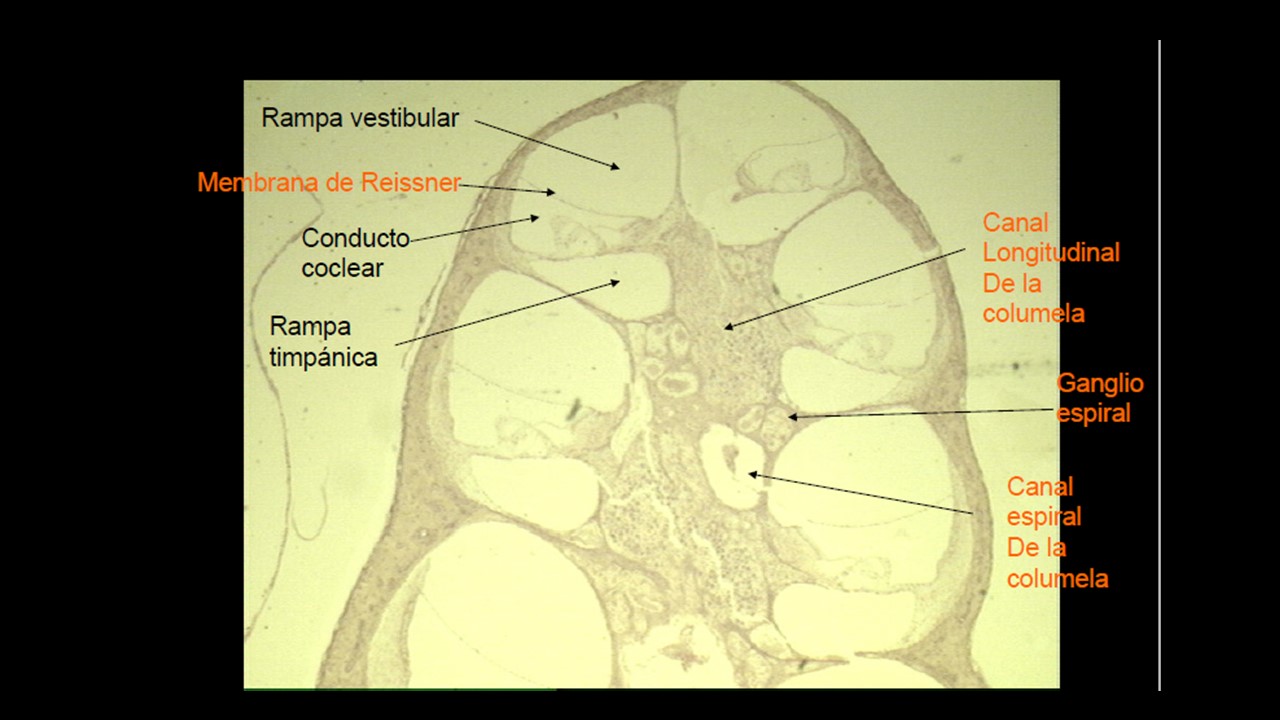 Rampa vestibular
Membrana de Reissner
Conducto
coclear
Rampa
timpánica
Canal
Longitudinal
De la
columela
Ganglio
espiral
Canal
espiral
De la
columela